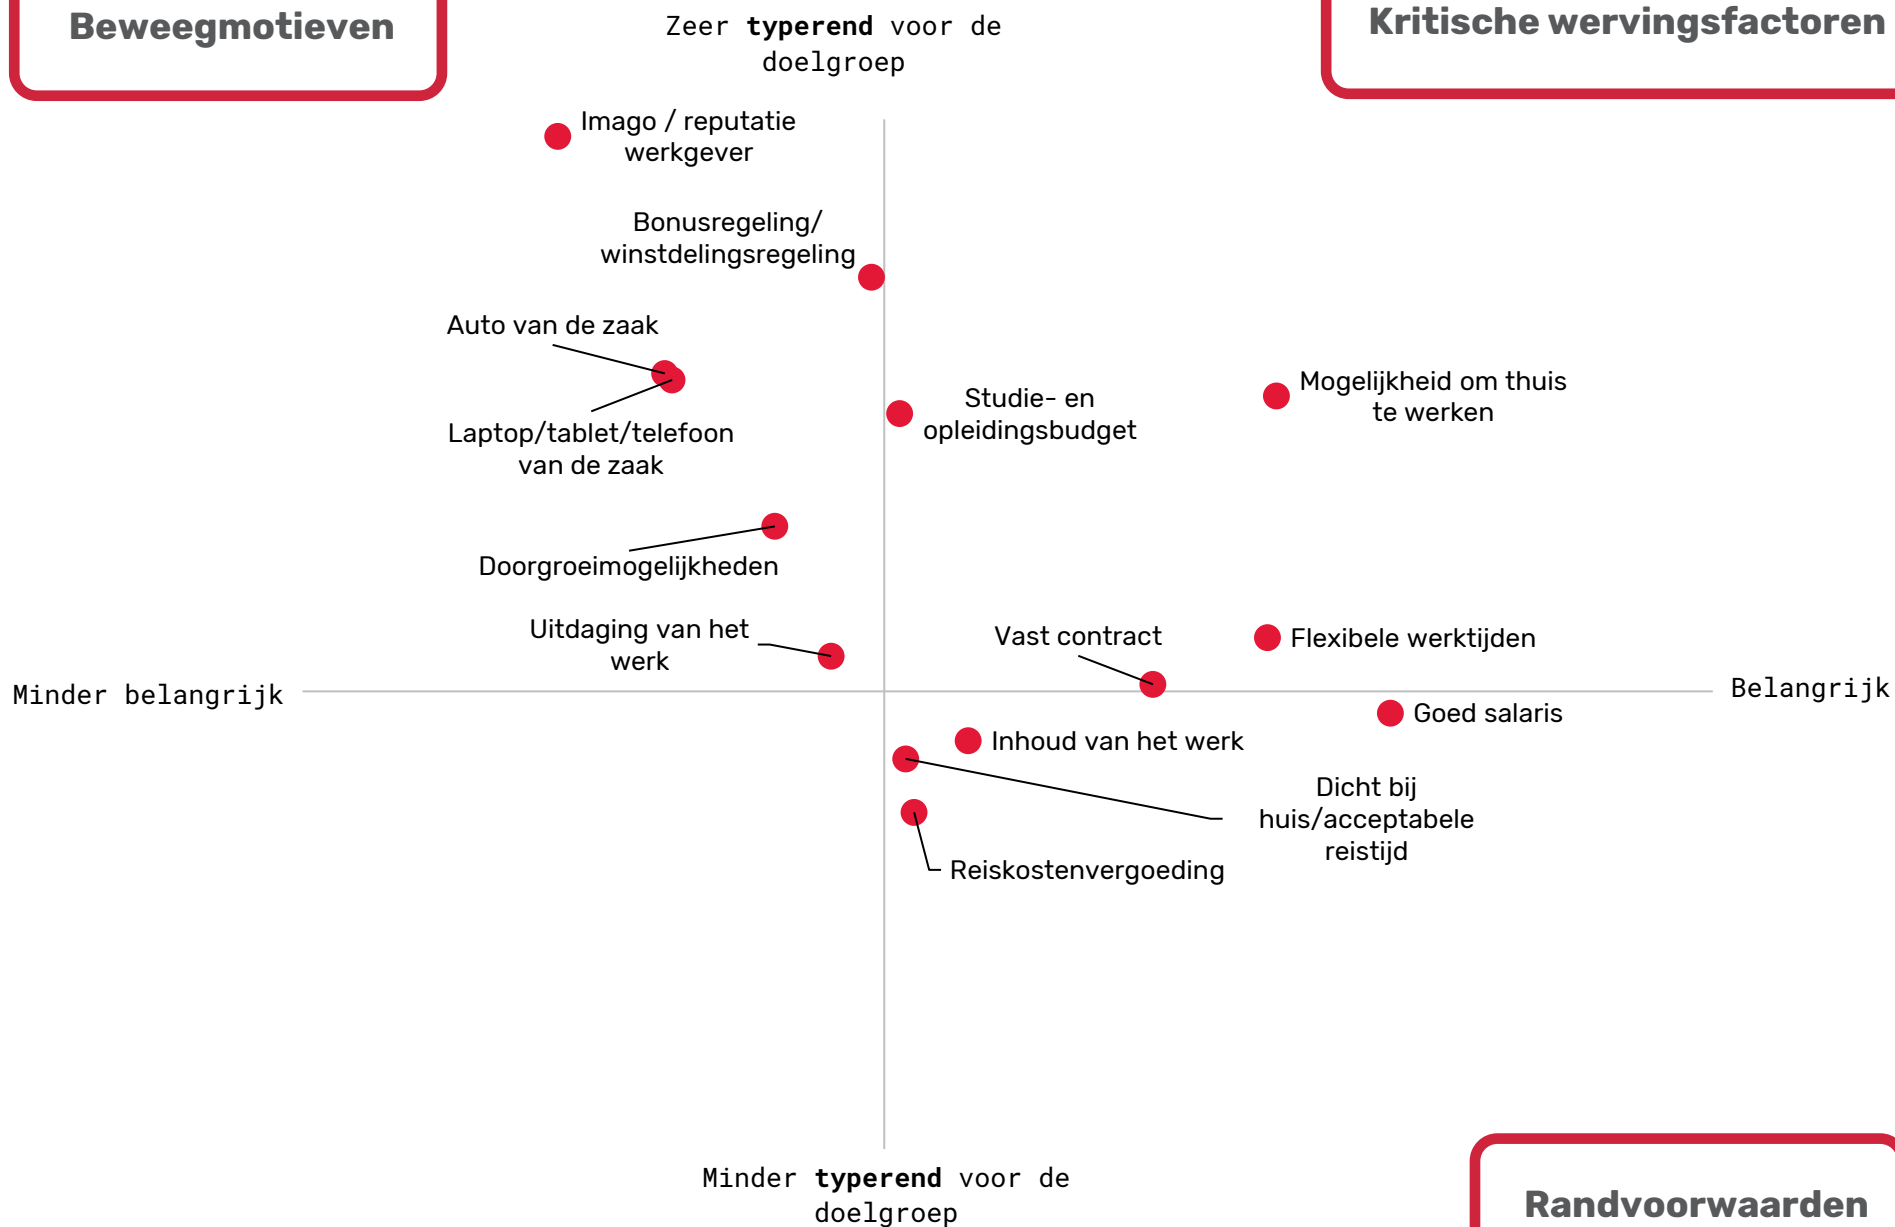 Beweegmotieven
Zeer typerend voor de
doelgroep
Kritische wervingsfactoren
Imago / reputatie
werkgever
Bonusregeling/
winstdelingsregeling
Auto van de zaak
Laptop/tablet/telefoon
van de zaak
Studie- en
opleidingsbudget
Mogelijkheid om thuis
te werken
Doorgroeimogelijkheden
Uitdaging van het
werk
Vast contract
Flexibele werktijden
Minder belangrijk
Belangrijk
Goed salaris
Inhoud van het werk
Dicht bij
huis/acceptabele
reistijd
Reiskostenvergoeding
Minder typerend voor de
doelgroep
Randvoorwaarden